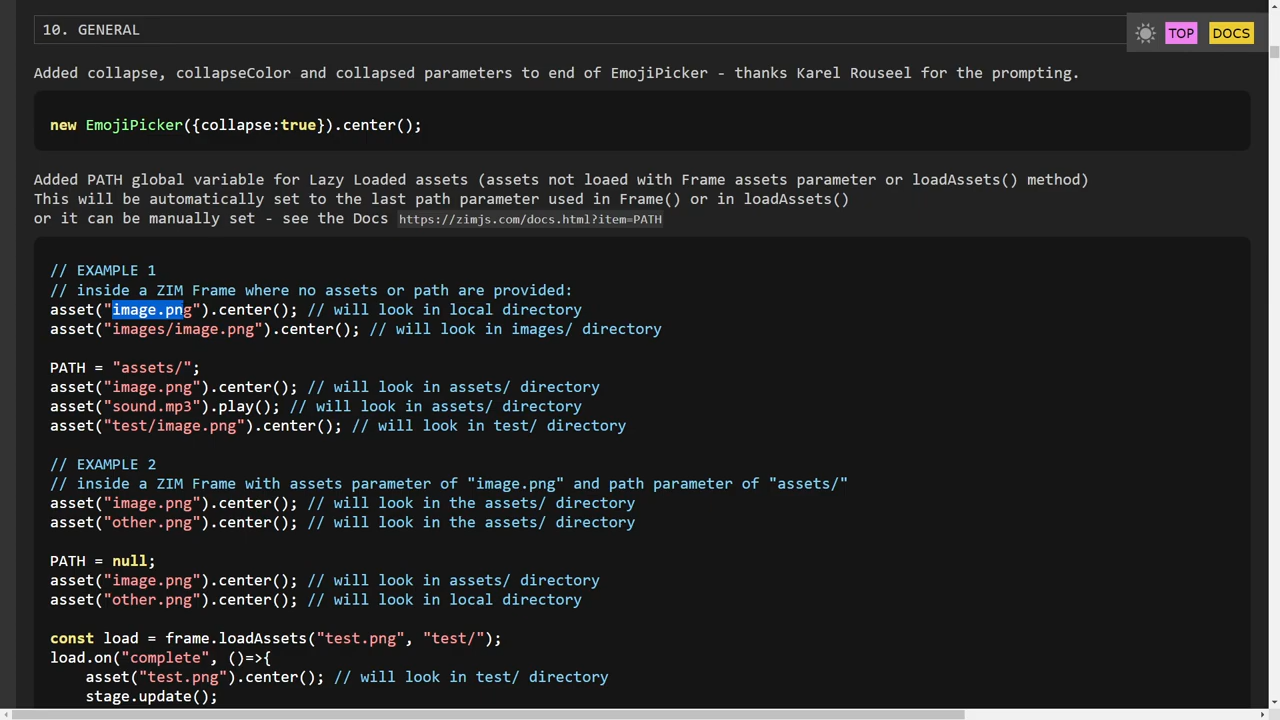 10. GENERAL
TOP
DOCS
Added collapse, collapseColor and collapsed parameters to end of EmojiPicker - thanks Karel Rouseel for the prompting.
new EmojiPicker({collapse:true}).center();
Added PATH global variable for Lazy Loaded assets (assets not loaed with Frame assets parameter or loadAssets() method)
This will be automatically set to the last path parameter used in Frame() or in loadAssets()
or it can be manually set - see the Docs https://zimjs.com/docs.html?item=PATH
// EXAMPLE 1
// inside a ZIM Frame where no assets or path are provided:
asset("image.png").center(); // will look in local directory
asset("images/image.png").center(); // will look in images/ directory
PATH = "assets/";
asset("image.png").center(); // will look in assets/ directory
asset("sound.mp3").play(); // will look in assets/ directory
asset("test/image.png").center(); // will look in test/ directory
// EXAMPLE 2
// inside a ZIM Frame with assets parameter of "image.png" and path parameter of "assets/"
asset("image.png").center(); // will look in the assets/ directory
asset("other.png").center(); // will look in the assets/ directory
PATH = null;
asset("image.png").center(); // will look in assets/ directory
asset("other.png").center(); // will look in local directory
const load = frame.loadAssets("test.png", "test/");
load.on("complete", ()=>{
asset("test.png").center(); // will look in test/ directory
stage.update();